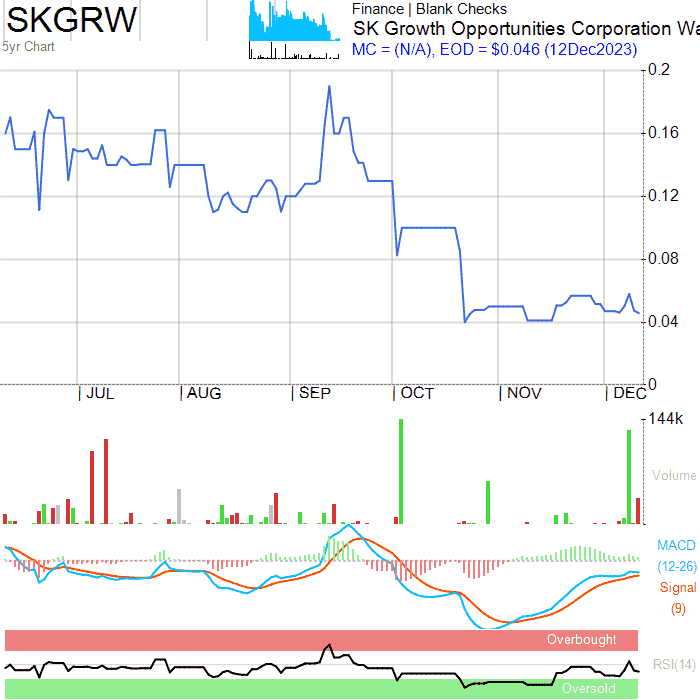 SKGRW
5yr Chart
Finance | Blank Checks
SK Growth Opportunities Corporation Wa
MC = (N/A), EOD = $0.046 (12Dec2023)
0.2
0.16
0.12
0.08
0.04
0
JUL AUG SEP OCT NOV DEC
144k
Volume
MACD
(12-26)
Signal
(9)
Overbought
RSI(14)
Oversold